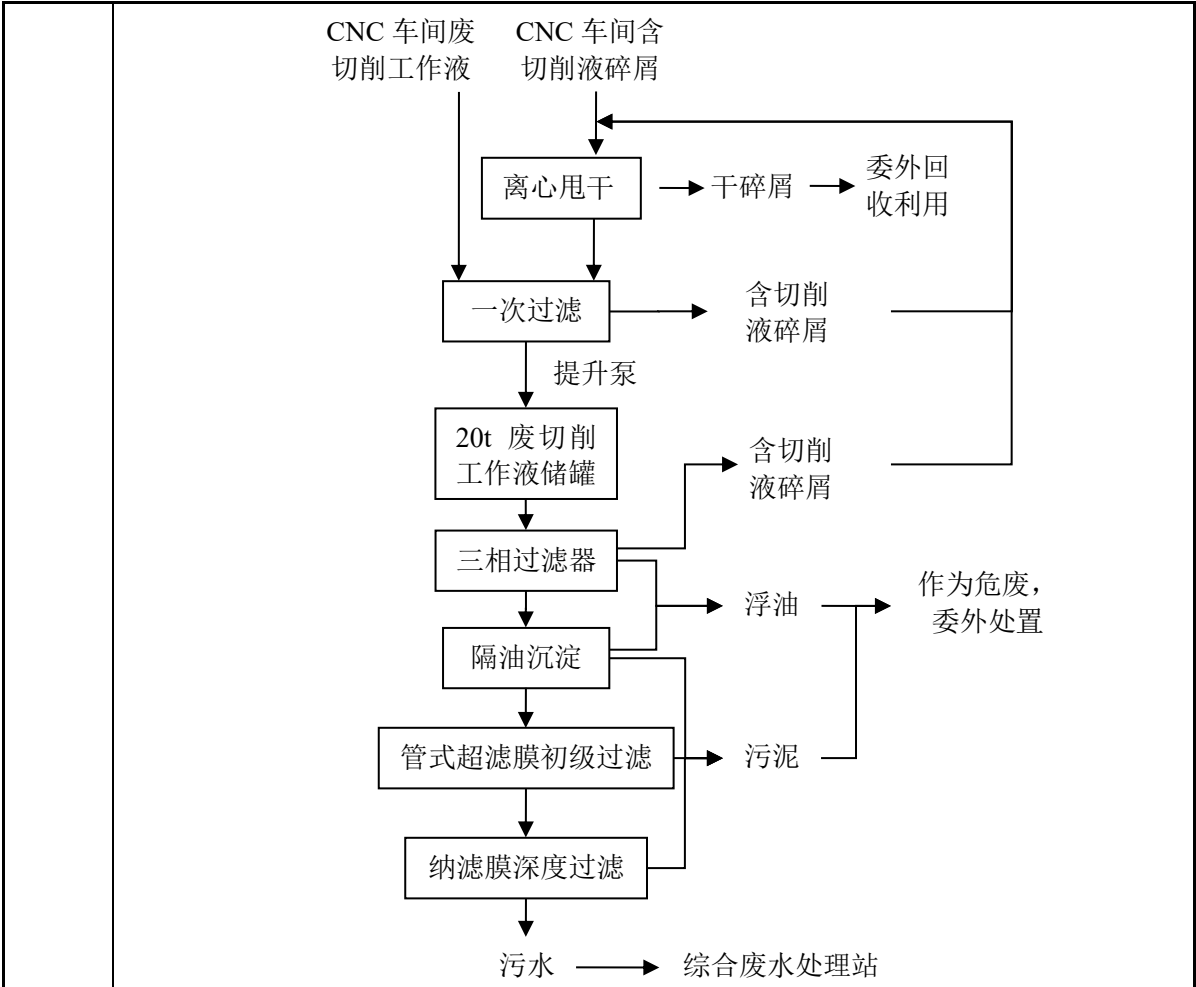 CNC 车间废
切削工作液
CNC 车间含
切削液碎屑
离心甩干
干碎屑
委外回
收利用
一次过滤
含切削
液碎屑
提升泵
20t 废切削
工作液储罐
含切削
液碎屑
三相过滤器
浮油
作为危废，
委外处置
隔油沉淀
管式超滤膜初级过滤
污泥
纳滤膜深度过滤
污水
综合废水处理站